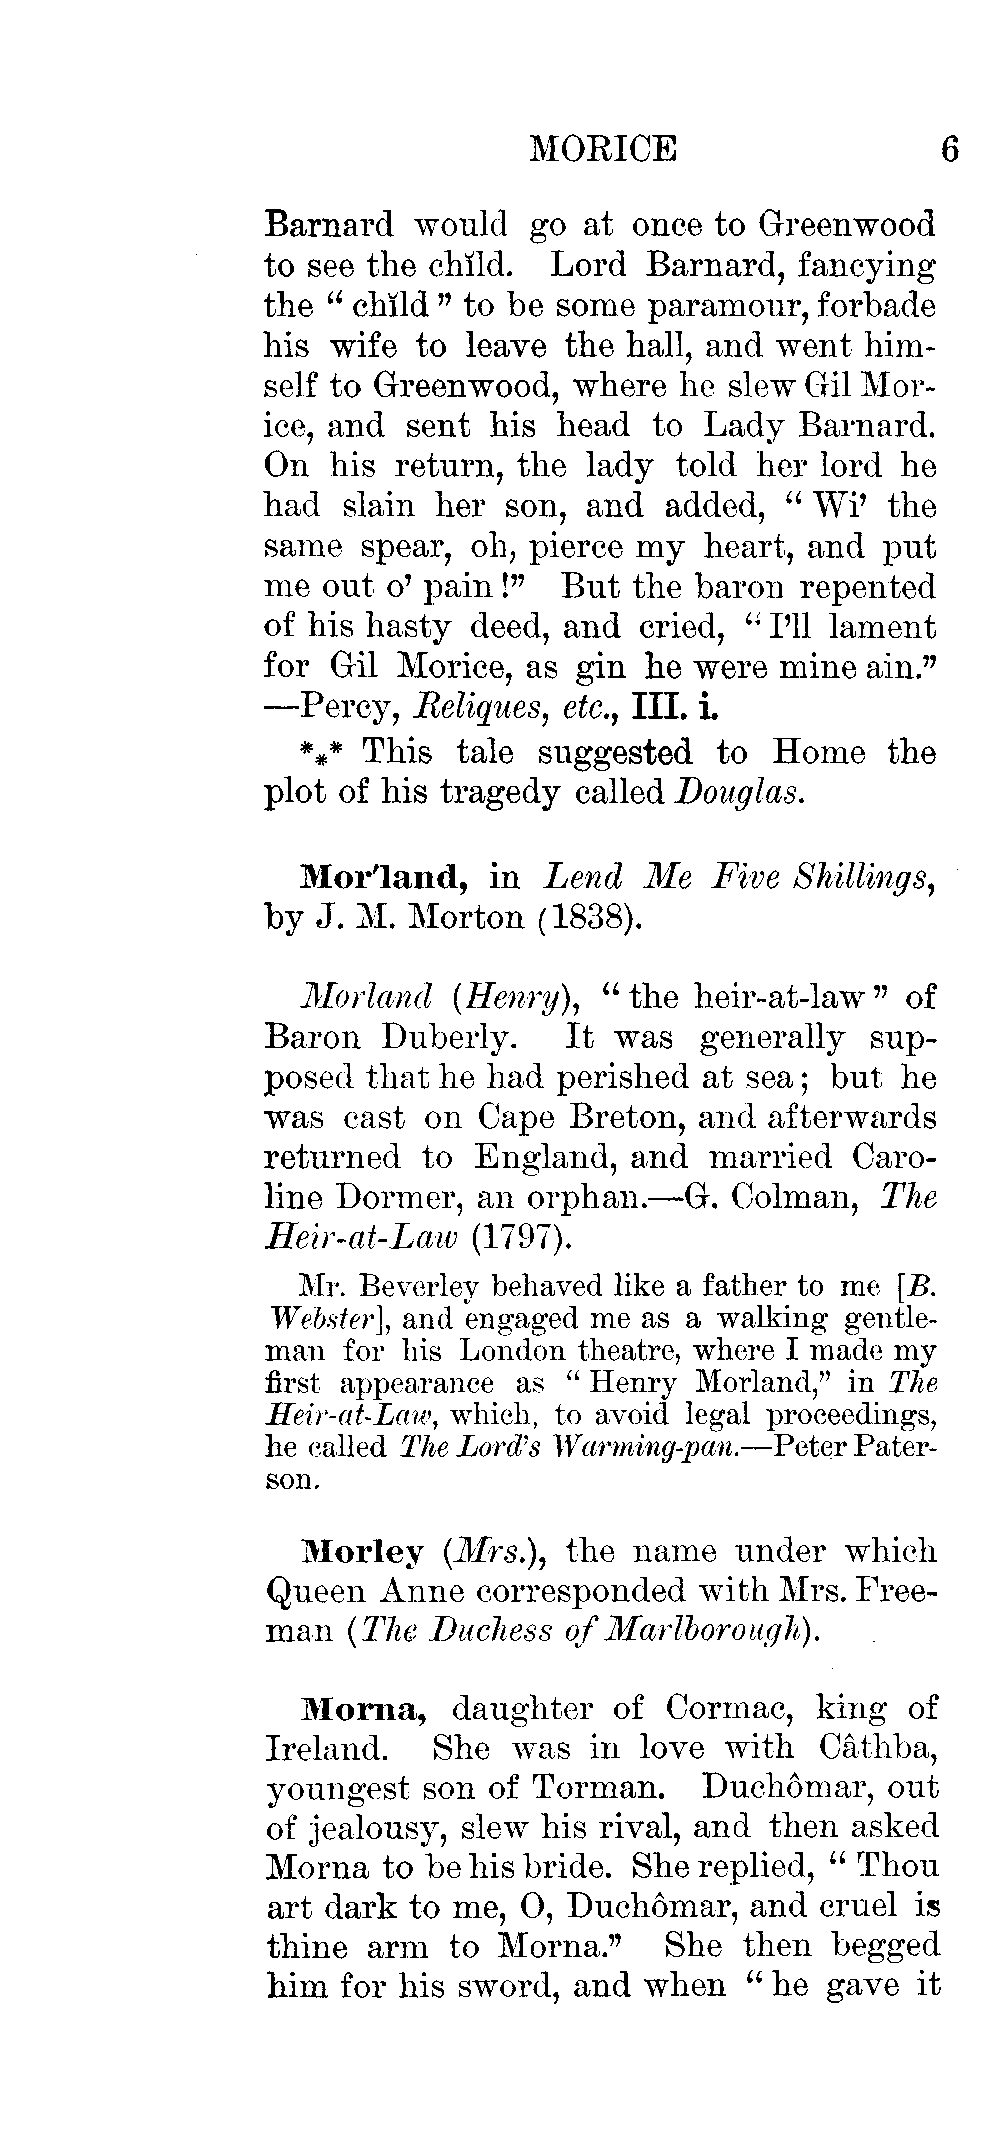 MORICE 6
Barnard would go at once to Greenwood
to see the chĭld. Lord Barnard, fancying
the “ chĭld ” to be some paramour, forbade
his wife to leave the hall, and went him-
self to Greenwood, where he slew Gil Mor-
ice, and sent his head to Lady Barnard.
On his return, the lady told her lord he
had slain her son, and added, “ Wi’ the
same spear, oh, pierce my heart, and put
me out o’ pain !” But the baron repented
of his hasty deed, and cried, “ I’ll lament
for Gil Morice, as gin he were mine ain.”
—Percy, Reliques, etc., III. i.
*⁎* This tale suggested to Home the
plot of his tragedy called Douglas.
Mor′land, in Lend Me Five Shillings,
by J. M. Morton (1838).
Morland (Henry), “ the heir-at-law ” of
Baron Duberly. It was generally sup-
posed that he had perished at sea ; but he
was cast on Cape Breton, and afterwards
returned to England, and married Caro-
line Dormer, an orphan.—G. Colman, The
Heir-at-Law (1797).
Mr. Beverley behaved like a father to me [B.
Webster], and engaged me as a walking gentle-
man for his London theatre, where I made my
first appearance as “ Henry Morland,” in The
Heir-at-Law, which, to avoid legal proceedings,
he called The Lord’s Warming-pan.—Peter Pater-
son.
Morley (Mrs.), the name under which
Queen Anne corresponded with Mrs. Free-
man (The Duchess of Marlborough).
Morna, daughter of Cormac, king of
Ireland. She was in love with Câthba,
youngest son of Torman. Duchômar, out
of jealousy, slew his rival, and then asked
Morna to be his bride. She replied, “ Thou
art dark to me, O, Duchômar, and cruel is
thine arm to Morna.” She then begged
him for his sword, and when “ he gave it